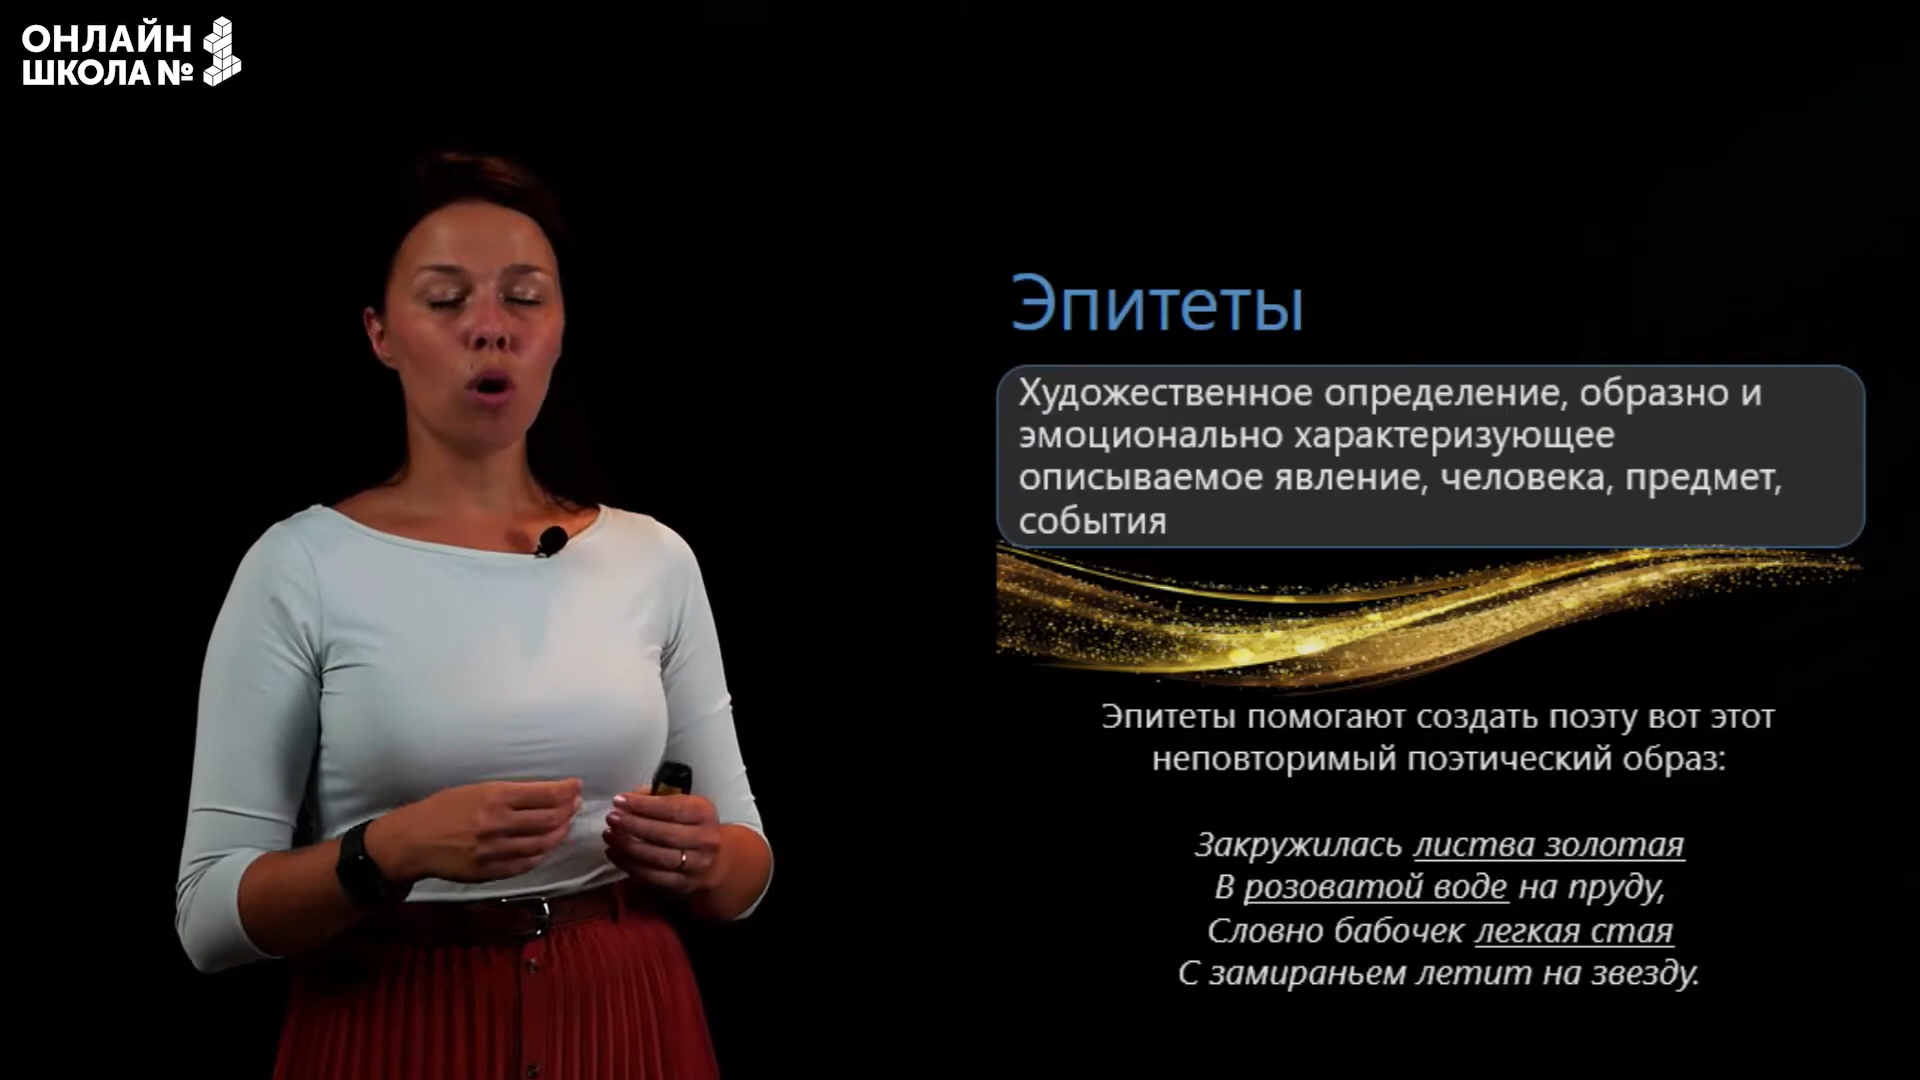 ОНЛАЙН
ШКОЛА №1
Эпитеты
Художественное определение, образно и
эмоционально характеризующее
описываемое явление, человека, предмет,
события
Эпитеты помогают создать поэту вот этот
неповторимый поэтический образ:
Закружилась листва золотая
В розоватой воде на пруду,
Словно бабочек легкая стая
С замираньем летит на звезду.